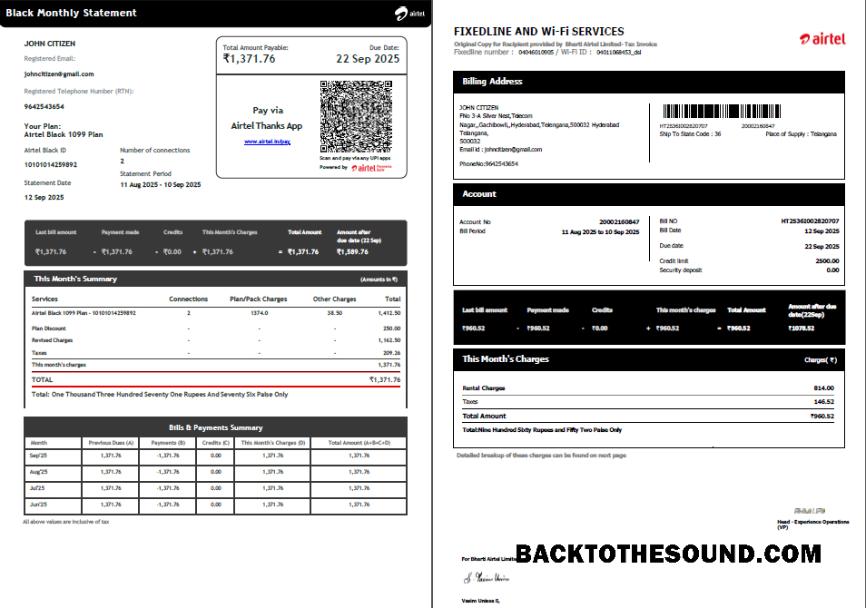 Black Monthly Statement
airtel
JOHN CITIZEN
Registered Email:
johncitizen@gmail.com
Registered Telephone Number (RTN):
9642543654
Your Plan:
Airtel Black 1099 Plan
Airtel Black ID
10101014259892
Number of connections
2
Statement Date
12 Sep 2025
Statement Period
11 Aug 2025 - 10 Sep 2025
Total Amount Payable:
₹1,371.76
Due Date:
22 Sep 2025
Pay via
Airtel Thanks App
www.airtel.in/pay
Scan and pay via any UPI apps
Powered by airtel
Last bill amount Payment made Credits This Month's Charges Total Amount Amount after due date (22 Sep)
₹1,371.76 - ₹1,371.76 - ₹0.00 + ₹1,371.76 = ₹1,371.76 ₹1,589.76
This Month's Summary (Amounts in ₹)
Services Connections Plan/Pack Charges Other Charges Total
Airtel Black 1099 Plan - 10101014259892 2 1374.0 38.50 1,412.50
Plan Discount - - - 250.00
Revised Charges - - - 1,162.50
Taxes - - - 209.26
This month's charges 1,371.76
TOTAL ₹1,371.76
Total: One Thousand Three Hundred Seventy One Rupees And Seventy Six Paise Only
Bills & Payments Summary
Month Previous Dues (A) Payments (B) Credits (C) This Month's Charges (D) Total Amount (A+B+C+D)
Sep'25 1,371.76 -1,371.76 0.00 1,371.76 1,371.76
Aug'25 1,371.76 -1,371.76 0.00 1,371.76 1,371.76
Jul'25 1,371.76 -1,371.76 0.00 1,371.76 1,371.76
Jun'25 1,371.76 -1,371.76 0.00 1,371.76 1,371.76
All above values are inclusive of tax
FIXEDLINE AND Wi-Fi SERVICES
Original Copy for Recipient provided by Bharti Airtel Limited- Tax Invoice
Fixedline number : 04046010905 / Wi-Fi ID : 04011068453_dsl
airtel
Billing Address
JOHN CITIZEN
FNo 3-A Silver Nest,Telecom
Nagar,,Gachibowli,,Hyderabad,Telangana,500032 Hyderabad
Telangana,
500032
Email id : johncitizen@gmail.com
PhoneNo:9642543654
HT2536I002820707 20002160847
Ship To State Code : 36 Place of Supply : Telangana
Account
Account No 20002160847
Bill Period 11 Aug 2025 to 10 Sep 2025
Bill NO HT2536I002820707
Bill Date 12 Sep 2025
Due date 22 Sep 2025
Credit limit 2500.00
Security deposit 0.00
Last bill amount Payment made Credits This month's charges Total Amount Amount after due date(22Sep)
₹960.52 - ₹960.52 - ₹0.00 + ₹960.52 = ₹960.52 ₹1078.52
This Month's Charges Charges( ₹)
Rental Charges 814.00
Taxes 146.52
Total Amount ₹960.52
Total:Nine Hundred Sixty Rupees and Fifty Two Paise Only
Detailed breakup of these charges can be found on next page
Head - Experience Operations
(VP)
For Bharti Airtel Limited
BACKTOTHESOUND.COM